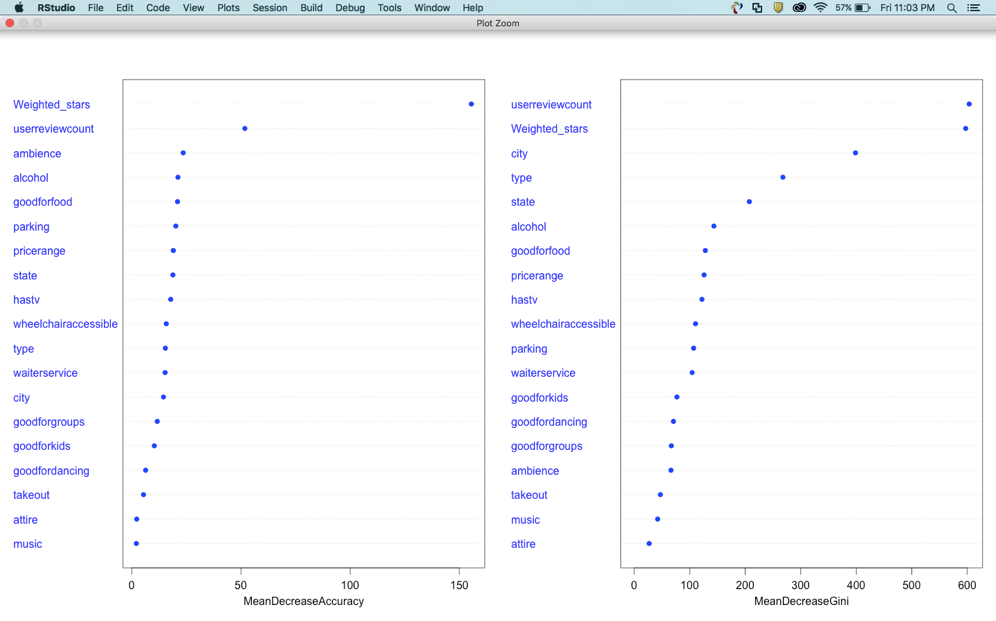 RStudio File Edit Code View Plots Session Build Debug Tools Window Help 57% Fri 11:03 PM
Plot Zoom
Weighted_stars
userreviewcount
ambience
alcohol
goodforfood
parking
pricerange
state
hastv
wheelchairaccessible
type
waiterservice
city
goodforgroups
goodforkids
goodfordancing
takeout
attire
music
0 50 100 150
MeanDecreaseAccuracy
userreviewcount
Weighted_stars
city
type
state
alcohol
goodforfood
pricerange
hastv
wheelchairaccessible
parking
waiterservice
goodforkids
goodfordancing
goodforgroups
ambience
takeout
music
attire
0 100 200 300 400 500 600
MeanDecreaseGini